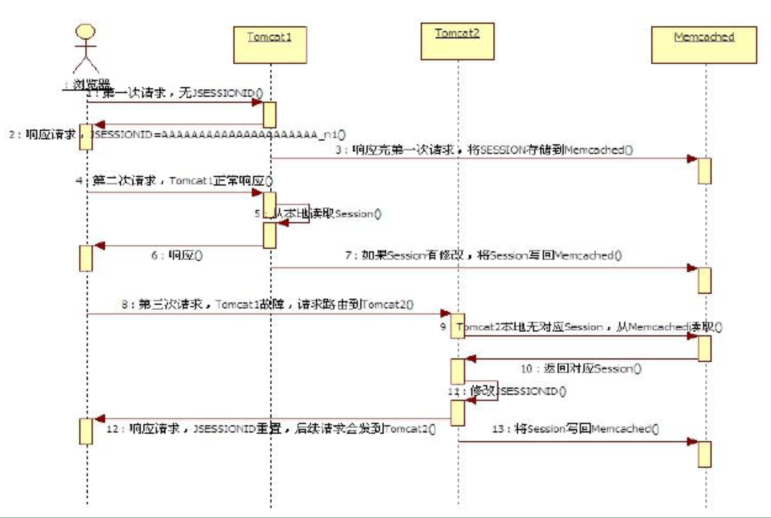 Tomcat1
Tomcat2
Memcached
：浏览器
1：第一次请求，无JSESSIONID()
2：响应请求，JSESSIONID=AAAAAAAAAAAAAAAAAAAAA_n1()
3：响应完第一次请求，将SESSION存储到Memcached()
4：第二次请求，Tomcat1正常响应()
5：从本地读取Session()
6：响应()
7：如果Session有修改，将Session写回Memcached()
8：第三次请求，Tomcat1故障，请求路由到Tomcat2()
9：Tomcat2本地无对应Session，从Memcached读取()
10：返回对应Session()
11：修改JSESSIONID()
12：响应请求，JSESSIONID重置，后续请求会发到Tomcat2()
13：将Session写回Memcached()